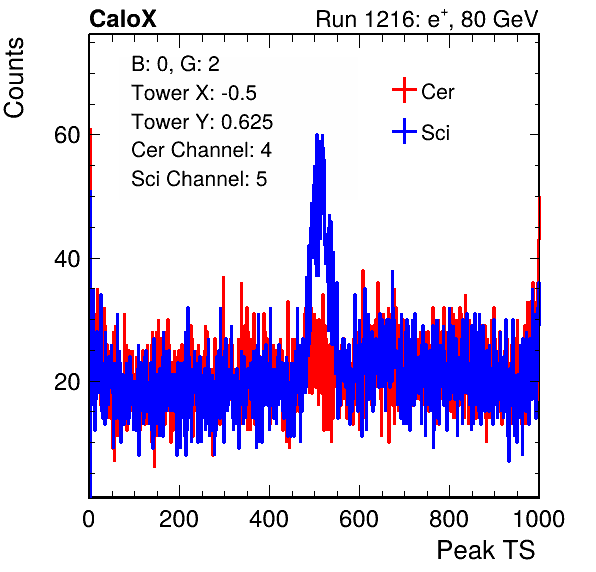 CaloX Run 1216: e⁺, 80 GeV
Counts
B: 0, G: 2
Tower X: -0.5
Tower Y: 0.625
Cer Channel: 4
Sci Channel: 5
Cer
Sci
60
40
20
0 200 400 600 800 1000
Peak TS